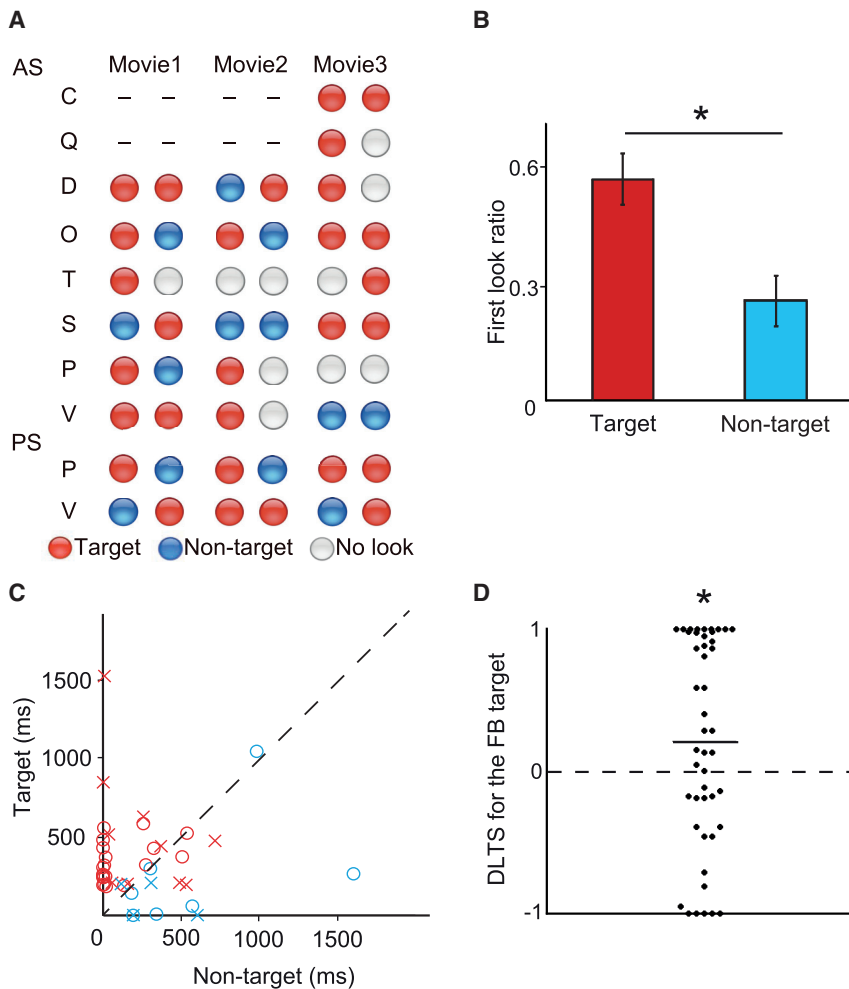 A
AS Movie1 Movie2 Movie3
C – – – –
Q – – – –
D
O
T
S
P
V
PS
P
V
Target Non-target No look
B
*
First look ratio
0.6
0.3
0
Target Non-target
C
Target (ms)
1500
1000
500
0 500 1000 1500
Non-target (ms)
D
*
DLTS for the FB target
1
0
-1